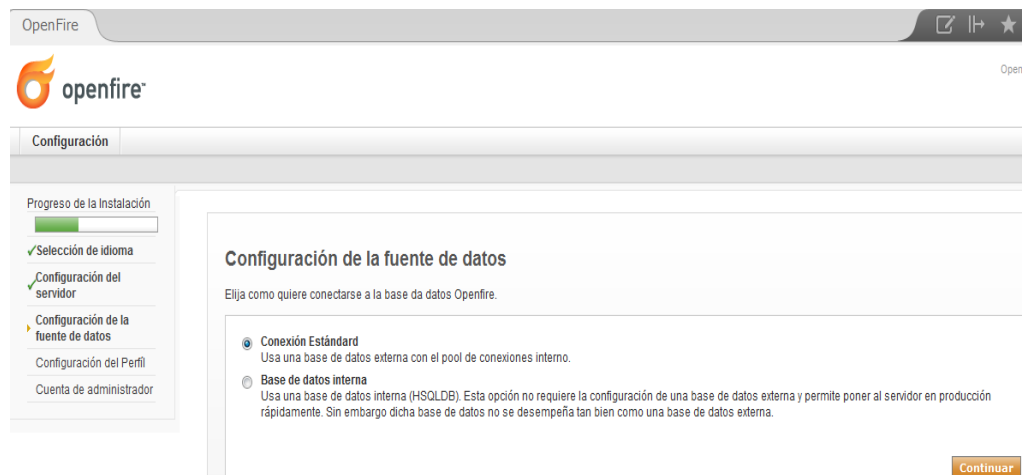 OpenFire
openfire™
Open
Configuración
Progreso de la Instalación
Selección de idioma
Configuración del
servidor
Configuración de la
fuente de datos
Configuración del Perfíl
Cuenta de administrador
Configuración de la fuente de datos
Elija como quiere conectarse a la base da datos Openfire.
Conexión Estándard
Usa una base de datos externa con el pool de conexiones interno.
Base de datos interna
Usa una base de datos interna (HSQLDB). Esta opción no requiere la configuración de una base de datos externa y permite poner al servidor en producción
rápidamente. Sin embargo dicha base de datos no se desempeña tan bien como una base de datos externa.
Continuar